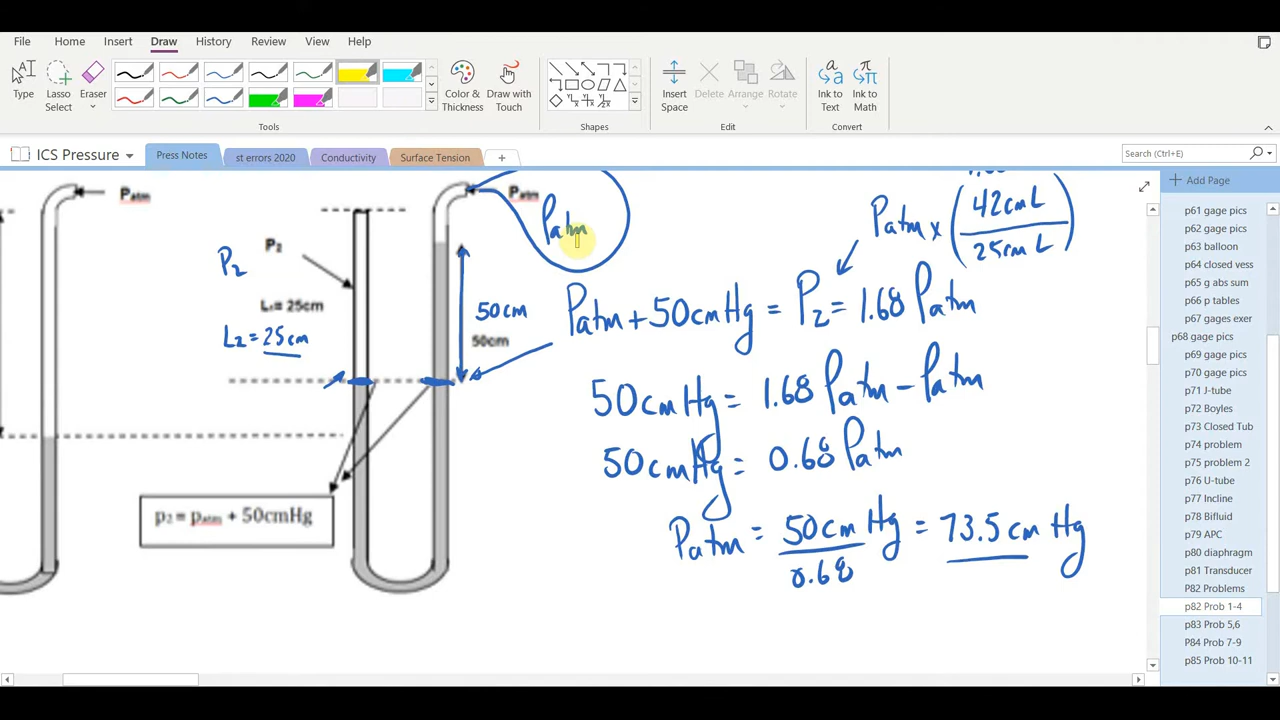 File Home Insert Draw History Review View Help
Type
Lasso Select
Eraser
Color & Thickness
Draw with Touch
Insert Space
Delete
Arrange
Rotate
Ink to Text
Ink to Math
Tools
Shapes
Edit
Convert
ICS Pressure
Press Notes
st errors 2020
Conductivity
Surface Tension
Search (Ctrl+E)
Add Page
p61 gage pics
p62 gage pics
p63 balloon
p64 closed vess
p65 g abs sum
p66 p tables
p67 gages exer
p68 gage pics
p69 gage pics
p70 gage pics
p71 J-tube
p72 Boyles
p73 Closed Tub
p74 problem
p75 problem 2
p76 U-tube
p77 Incline
p78 Bifluid
p79 APC
p80 diaphragm
p81 Transducer
P82 Problems
p82 Prob 1-4
p83 Prob 5,6
P84 Prob 7-9
p85 Prob 10-11
Patm
Patm
Patm
P2
P2
L1= 25cm
L2 = 25cm
50cm
50cm
p2 = patm + 50cmHg
Patm x (42cmL / 25cmL)
Patm + 50cmHg = P2 = 1.68 Patm
50cmHg = 1.68 Patm - Patm
50cmHg = 0.68 Patm
Patm = 50cm Hg / 0.68 = 73.5 cm Hg